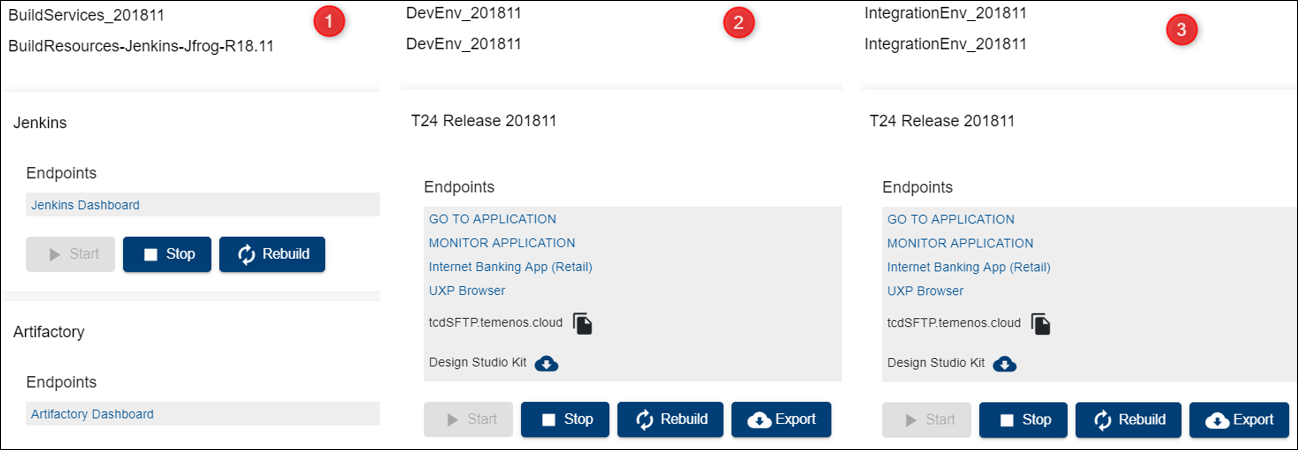 BuildServices_201811
1
BuildResources-Jenkins-Jfrog-R18.11
Jenkins
Endpoints
Jenkins Dashboard
Start
Stop
Rebuild
Artifactory
Endpoints
Artifactory Dashboard
DevEnv_201811
2
DevEnv_201811
T24 Release 201811
Endpoints
GO TO APPLICATION
MONITOR APPLICATION
Internet Banking App (Retail)
UXP Browser
tcdSFTP.temenos.cloud
Design Studio Kit
Start
Stop
Rebuild
Export
IntegrationEnv_201811
3
IntegrationEnv_201811
T24 Release 201811
Endpoints
GO TO APPLICATION
MONITOR APPLICATION
Internet Banking App (Retail)
UXP Browser
tcdSFTP.temenos.cloud
Design Studio Kit
Start
Stop
Rebuild
Export